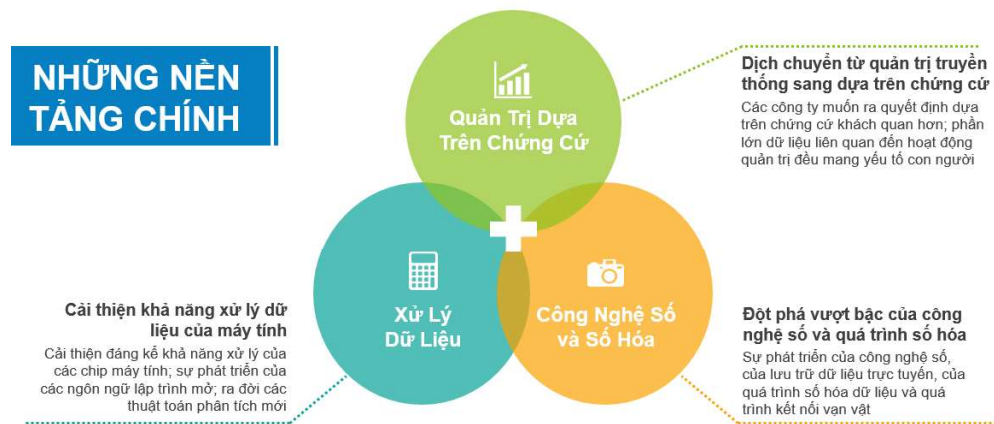 NHỮNG NỀN
TẢNG CHÍNH
Quản Trị Dựa
Trên Chứng Cứ
Dịch chuyển từ quản trị truyền
thống sang dựa trên chứng cứ
Các công ty muốn ra quyết định dựa
trên chứng cứ khách quan hơn; phần
lớn dữ liệu liên quan đến hoạt động
quản trị đều mang yếu tố con người
Xử Lý
Dữ Liệu
Cải thiện khả năng xử lý dữ
liệu của máy tính
Cải thiện đáng kể khả năng xử lý của
các chip máy tính; sự phát triển của
các ngôn ngữ lập trình mở; ra đời các
thuật toán phân tích mới
Công Nghệ Số
và Số Hóa
Đột phá vượt bậc của công
nghệ số và quá trình số hóa
Sự phát triển của công nghệ số,
của lưu trữ dữ liệu trực tuyến, của
quá trình số hóa dữ liệu và quá
trình kết nối vạn vật